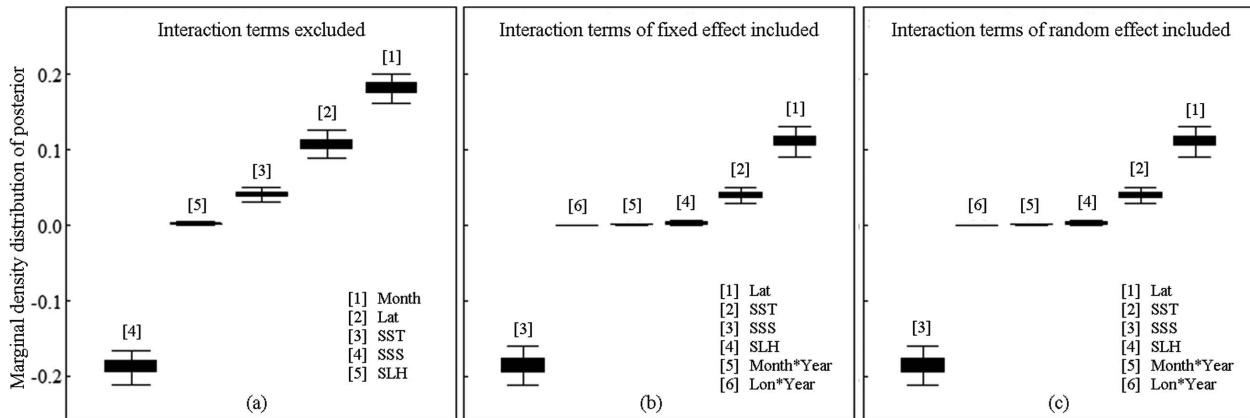 Marginal density distribution of posterior
0.2
0.1
0.0
-0.1
-0.2
Interaction terms excluded
[1]
[2]
[3]
[5]
[4]
[1] Month
[2] Lat
[3] SST
[4] SSS
[5] SLH
(a)
Interaction terms of fixed effect included
[1]
[2]
[6] [5] [4]
[3]
[1] Lat
[2] SST
[3] SSS
[4] SLH
[5] Month*Year
[6] Lon*Year
(b)
Interaction terms of random effect included
[1]
[2]
[6] [5] [4]
[3]
[1] Lat
[2] SST
[3] SSS
[4] SLH
[5] Month*Year
[6] Lon*Year
(c)